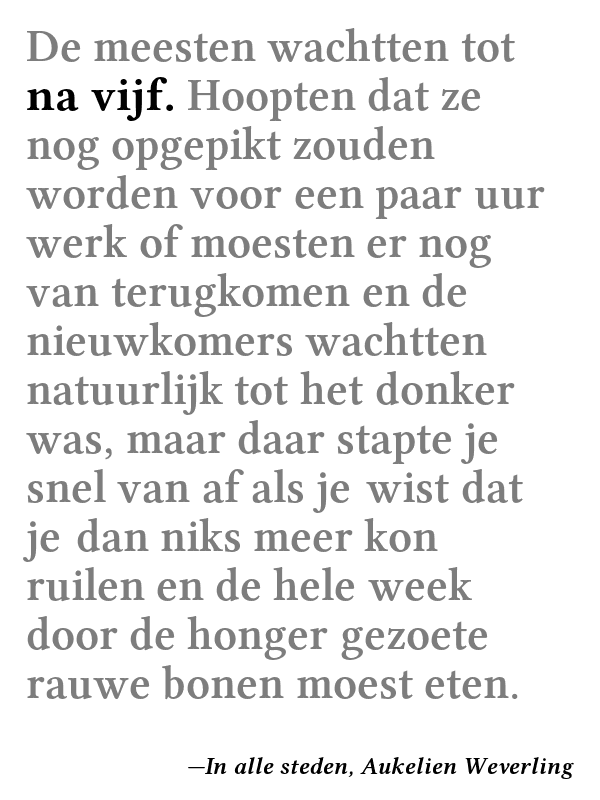 De meesten wachtten tot
na vijf. Hoopten dat ze
nog opgepikt zouden
worden voor een paar uur
werk of moesten er nog
van terugkomen en de
nieuwkomers wachtten
natuurlijk tot het donker
was, maar daar stapte je
snel van af als je wist dat
je dan niks meer kon
ruilen en de hele week
door de honger gezoete
rauwe bonen moest eten.
—In alle steden, Aukelien Weverling